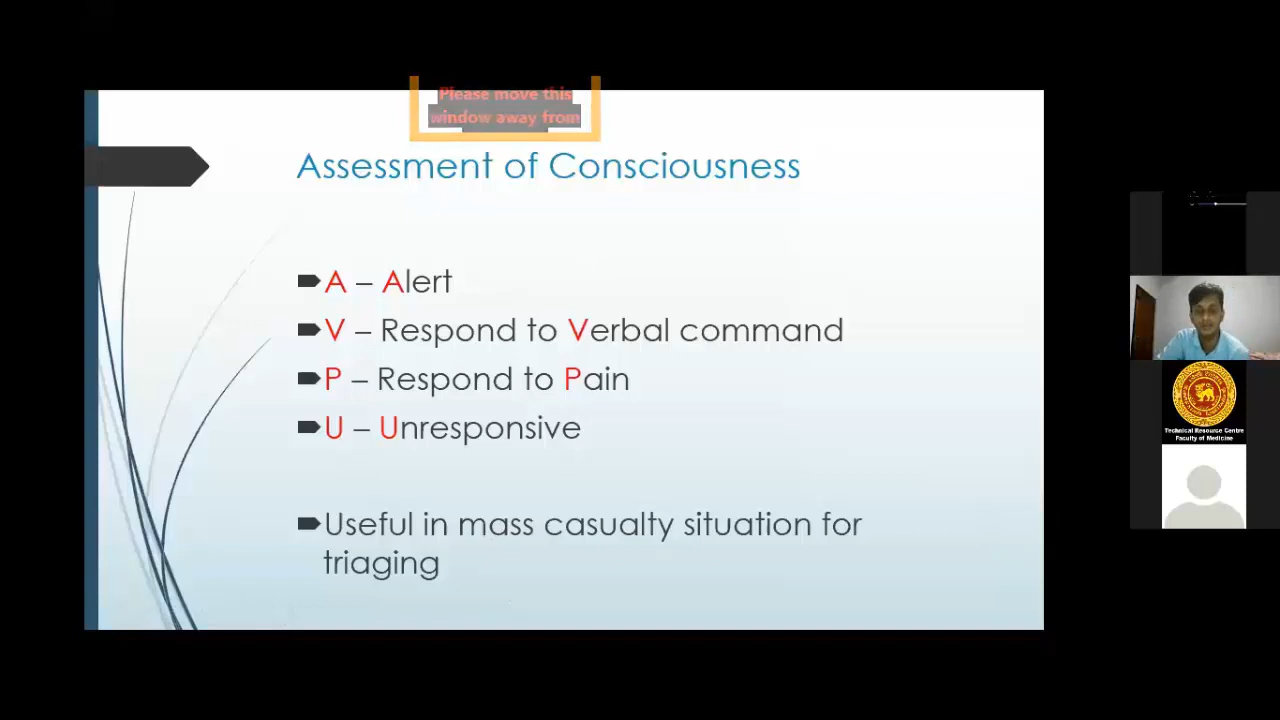 Please move this
window away from
Assessment of Consciousness
A – Alert
V – Respond to Verbal command
P – Respond to Pain
U – Unresponsive
Useful in mass casualty situation for
triaging
Technical Resource Centre
Faculty of Medicine